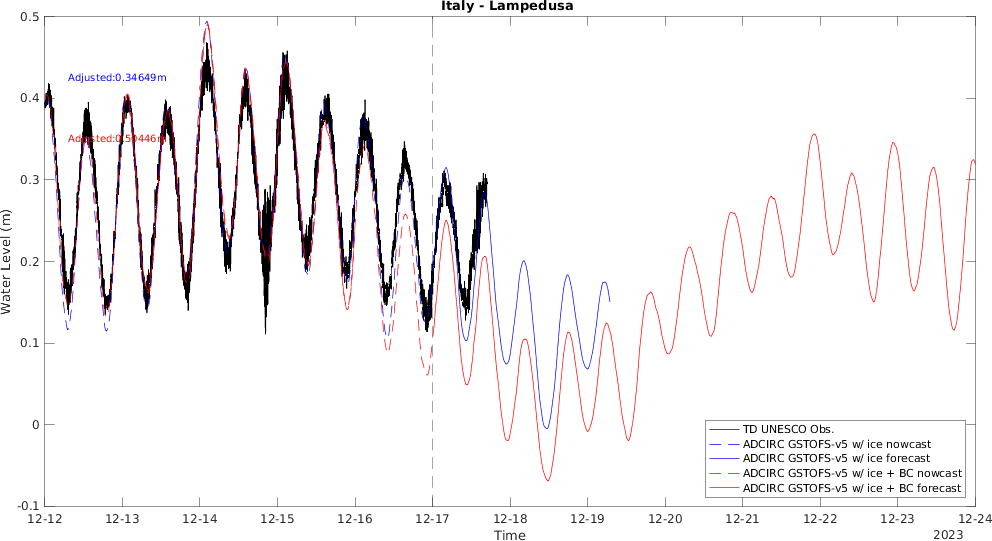 Italy - Lampedusa
0.5
0.4
0.3
0.2
0.1
0
-0.1
Water Level (m)
Adjusted:0.34649m
TD UNESCO Obs.
ADCIRC GSTOFS-v5 w/ ice nowcast
ADCIRC GSTOFS-v5 w/ ice forecast
ADCIRC GSTOFS-v5 w/ ice + BC nowcast
ADCIRC GSTOFS-v5 w/ ice + BC forecast
12-12 12-13 12-14 12-15 12-16 12-17 12-18 12-19 12-20 12-21 12-22 12-23 12-24
Time
2023